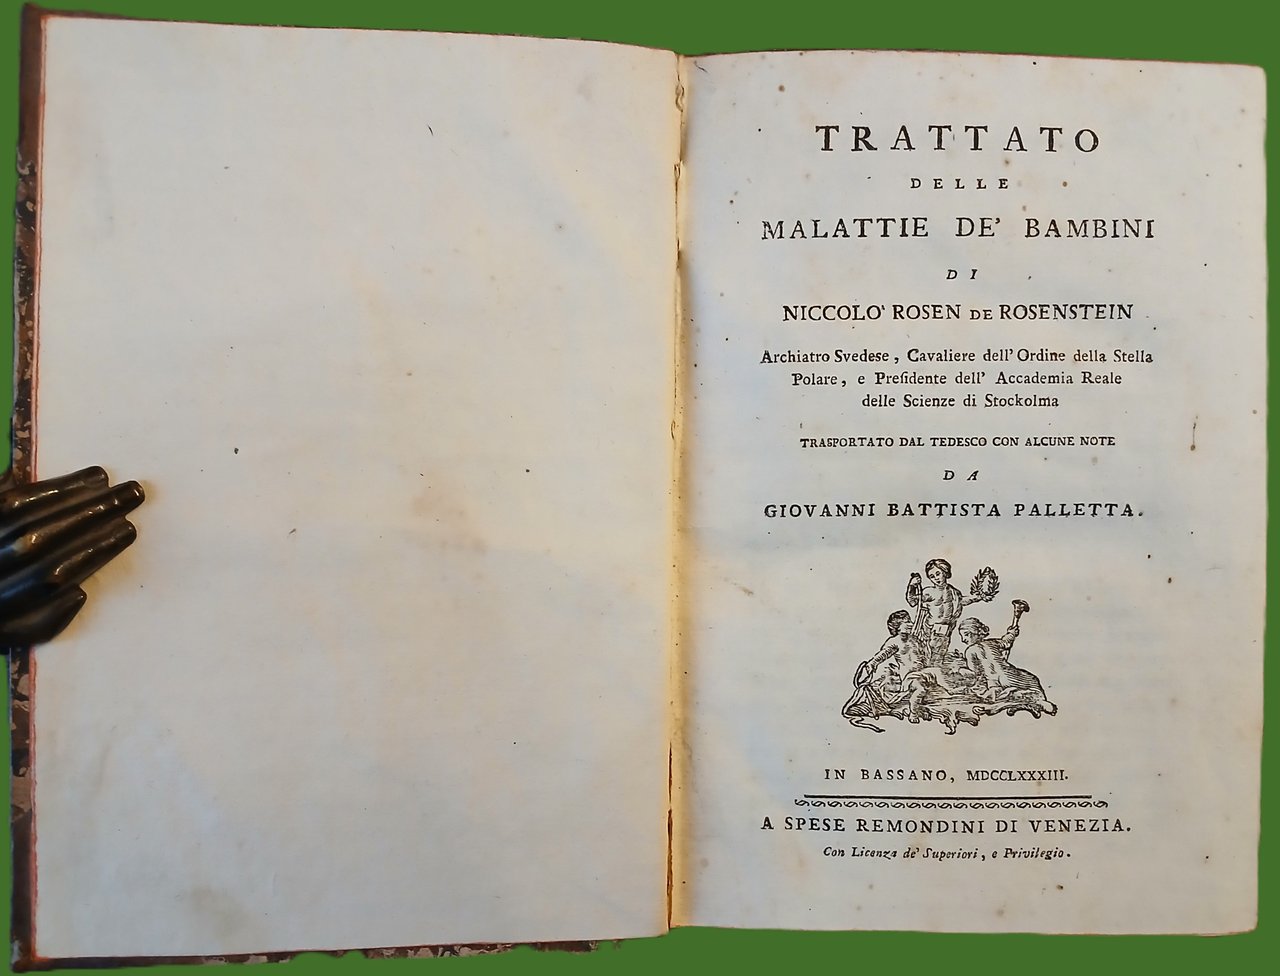 TRATTATO
DELLE
MALATTIE DE' BAMBINI
DI
NICCOLO' ROSEN DE ROSENSTEIN
Archiatro Svedese, Cavaliere dell' Ordine della Stella
Polare, e Preſidente dell' Accademia Reale
delle Scienze di Stockolma
TRASPORTATO DAL TEDESCO CON ALCUNE NOTE
DA
GIOVANNI BATTISTA PALLETTA.
IN BASSANO, MDCCLXXXIII.
A SPESE REMONDINI DI VENEZIA.
Con Licenza de' Superiori, e Privilegio.